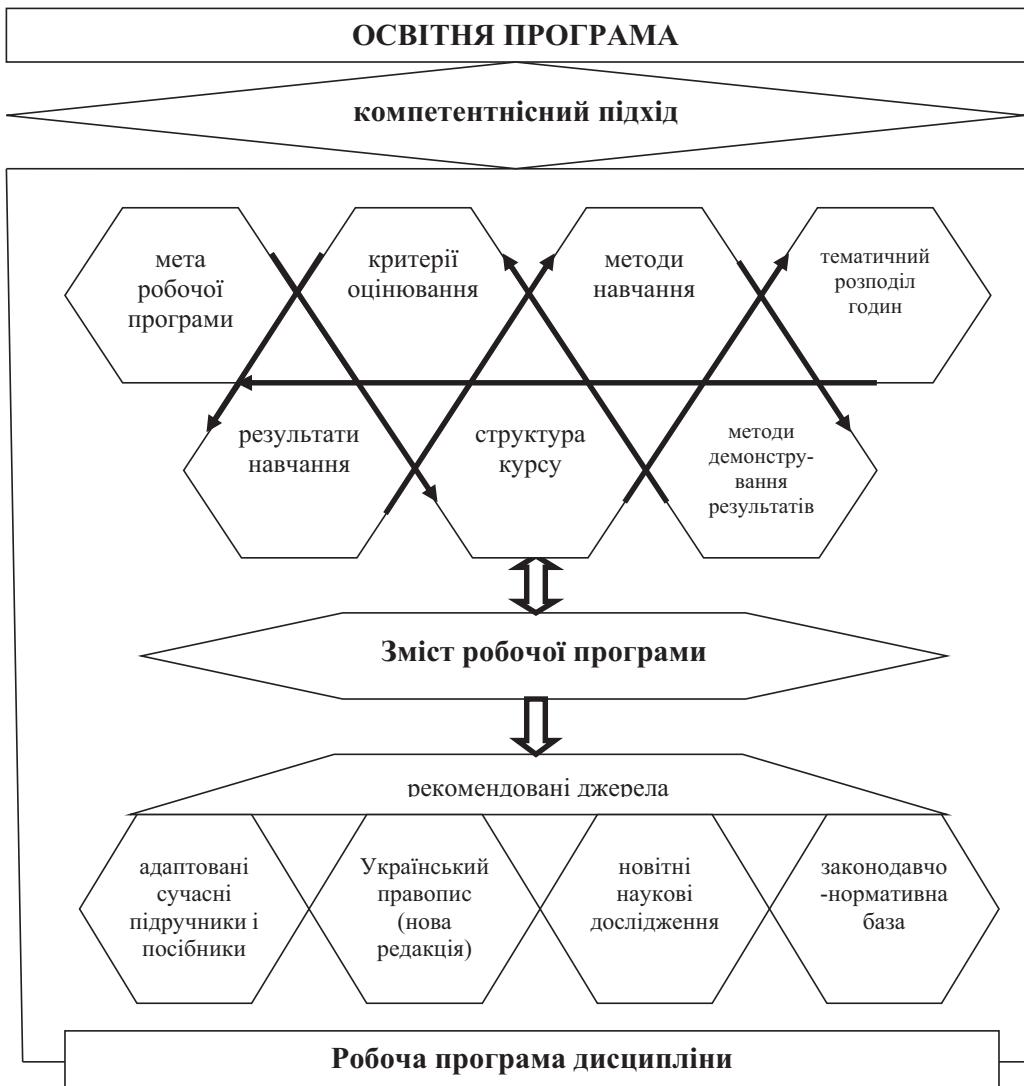 ОСВІТНЯ ПРОГРАМА
компетентнісний підхід
мета
робочої
програми
критерії
оцінювання
методи
навчання
тематичний
розподіл
годин
результати
навчання
структура
курсу
методи
демонстру-
вання
результатів
Зміст робочої програми
рекомендовані джерела
адаптовані
сучасні
підручники і
посібники
Український
правопис
(нова
редакція)
новітні
наукові
дослідження
законодавчо
-нормативна
база
Робоча програма дисципліни